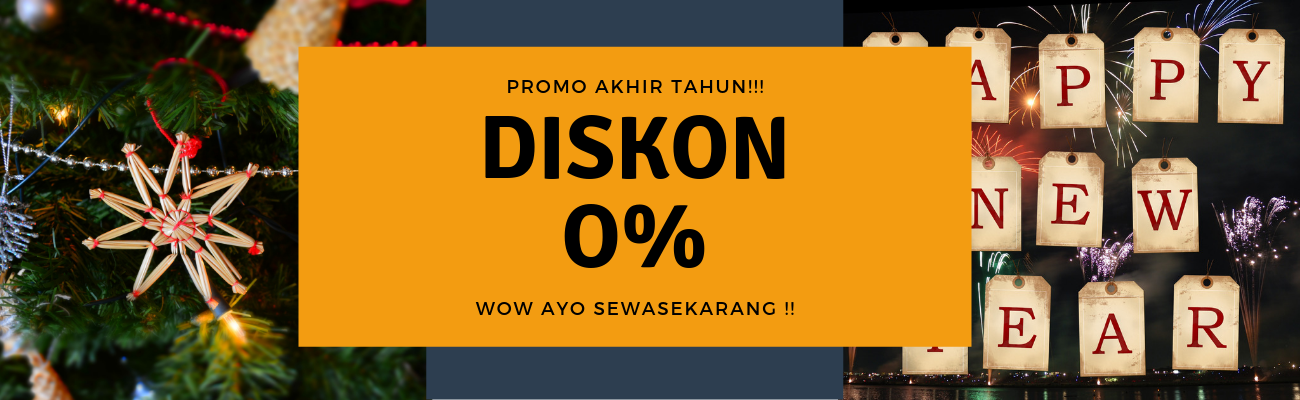 PROMO AKHIR TAHUN!!!
DISKON
0%
WOW AYO SEWASEKARANG !!
APPY
NEW
EAR